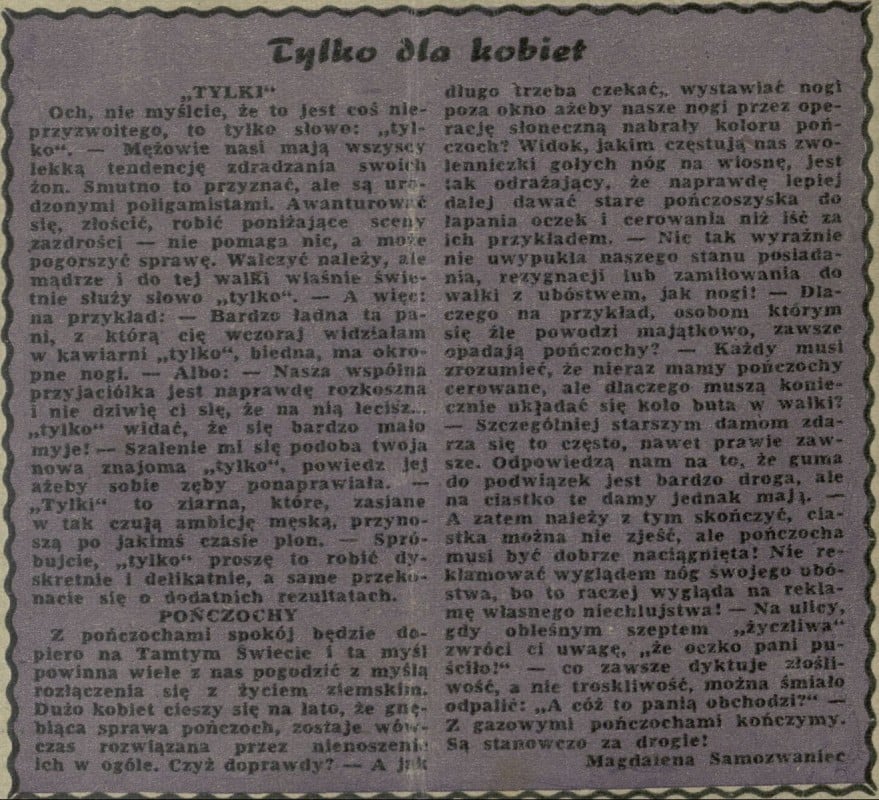 Tylko dla kobiet
„TYLKI“
Och, nie myślcie, że to jest coś nie-
przyzwoitego, to tylko słowo: „tyl-
ko“. — Mężowie nasi mają wszyscy
lekką tendencję zdradzania swoich
żon. Smutno to przyznać, ale są uro-
dzonymi poligamistami. Awanturować
się, złościć, robić poniżające sceny
zazdrości — nie pomaga nic, a może
pogorszyć sprawę. Walczyć należy, ale
mądrze i do tej walki właśnie świe-
tnie służy słowo „tylko“. — A więc:
na przykład: — Bardzo ładna ta pa-
ni, z którą cię wczoraj widziałam
w kawiarni „tylko“, biedna, ma okro-
pne nogi. — Albo: — Nasza wspólna
przyjaciółka jest naprawdę rozkoszna
i nie dziwię ci się, że na nią lecisz...
„tylko“ widać, że się bardzo mało
myje! — Szalenie mi się podoba twoja
nowa znajoma „tylko“, powiedz jej
ażeby sobie zęby ponaprawiała. —
„Tylki“ to ziarna, które, zasiane
w tak czułą ambicję męską, przyno-
szą po jakimś czasie plon. — Spró-
bujcie, „tylko“ proszę to robić dy-
skretnie i delikatnie, a same przeko-
nacie się o dodatnich rezultatach.
POŃCZOCHY
Z pończochami spokój będzie do-
piero na Tamtym Świecie i ta myśl
powinna wiele z nas pogodzić z myślą
rozłączenia się z życiem ziemskim.
Dużo kobiet cieszy się na lato, że gnę-
biąca sprawa pończoch, zostaje wów-
czas rozwiązana przez nienoszenie
ich w ogóle. Czyż doprawdy? — A jak
długo trzeba czekać, wystawiać nogi
poza okno ażeby nasze nogi przez ope-
rację słoneczną nabrały koloru poń-
czoch? Widok, jakim częstują nas zwo-
lenniczki gołych nóg na wiosnę, jest
tak odrażający, że naprawdę lepiej
dalej dawać stare pończoszyska do
łapania oczek i cerowania niż iść za
ich przykładem. — Nic tak wyraźnie
nie uwypukla naszego stanu posiada-
nia, rezygnacji lub zamiłowania do
walki z ubóstwem, jak nogi! — Dla-
czego na przykład, osobom którym
się źle powodzi majątkowo, zawsze
opadają pończochy? — Każdy musi
zrozumieć, że nieraz mamy pończochy
cerowane, ale dlaczego muszą konie-
cznie układać się koło buta w wałki?
— Szczególniej starszym damom zda-
rza się to często, nawet prawie zaw-
sze. Odpowiedzą nam na to, że guma
do podwiązek jest bardzo droga, ale
na ciastko te damy jednak mają. —
A zatem należy z tym skończyć, cia-
stka można nie zjeść, ale pończocha
musi być dobrze naciągnięta! Nie re-
klamować wyglądem nóg swojego ubó-
stwa, bo to raczej wygląda na rekla-
mę własnego niechlujstwa! — Na ulicy,
gdy obleśnym szeptem „życzliwa“
zwróci ci uwagę, „że oczko pani pu-
ściło!“ — co zawsze dyktuje złośli-
wość, a nie troskliwość, można śmiało
odpalić: „A cóż to panią obchodzi?“ —
Z gazowymi pończochami kończymy.
Są stanowczo za drogie!
Magdalena Samozwaniec